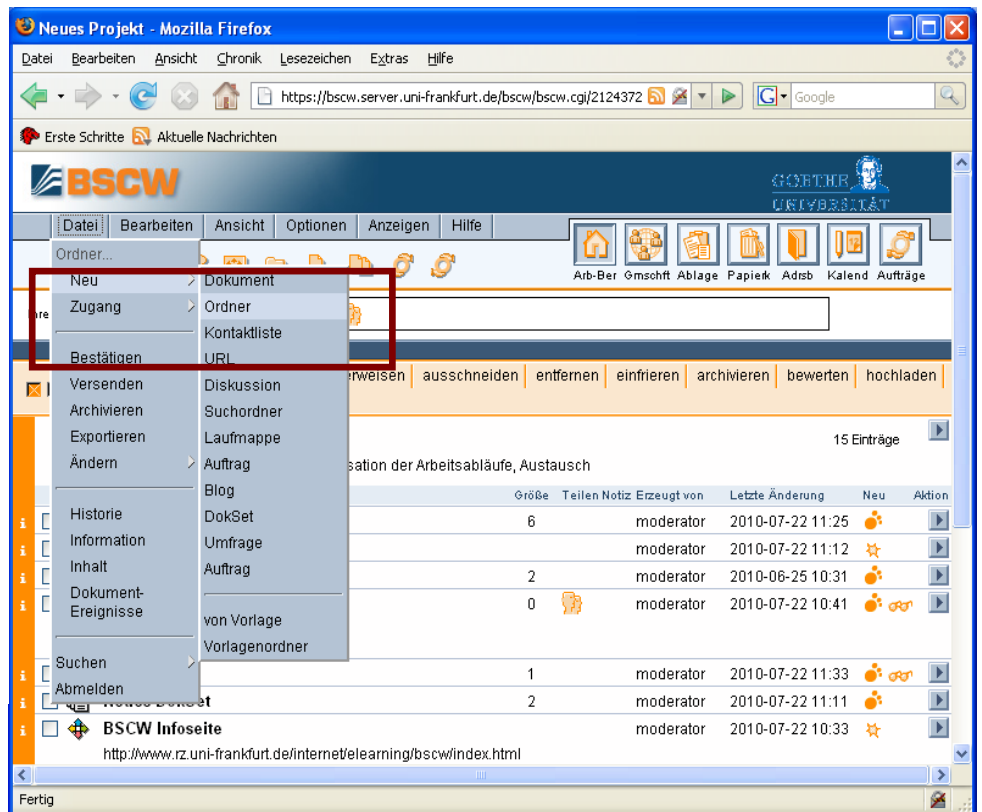 Neues Projekt - Mozilla Firefox
Datei Bearbeiten Ansicht Chronik Lesezeichen Extras Hilfe
https://bscw.server.uni-frankfurt.de/bscw/bscw.cgi/2124372 G Google
Erste Schritte Aktuelle Nachrichten
BSCW
GOETHE
UNIVERSITÄT
Datei Bearbeiten Ansicht Optionen Anzeigen Hilfe
Arb-Ber Gmschft Ablage Papierk Adrsb Kalend Aufträge
Ordner...
Neu
Zugang
Bestätigen
Versenden
Archivieren
Exportieren
Ändern
Historie
Information
Inhalt
Dokument-
Ereignisse
Suchen
Abmelden
Dokument
Ordner
Kontaktliste
URL
Diskussion
Suchordner
Laufmappe
Auftrag
Blog
DokSet
Umfrage
Auftrag
von Vorlage
Vorlagenordner
erweisen ausschneiden entfernen einfrieren archivieren bewerten hochladen
15 Einträge
sation der Arbeitsabläufe, Austausch
Größe Teilen Notiz Erzeugt von Letzte Änderung Neu Aktion
6 moderator 2010-07-22 11:25
moderator 2010-07-22 11:12
2 moderator 2010-06-25 10:31
0 moderator 2010-07-22 10:41
1 moderator 2010-07-22 11:33
2 moderator 2010-07-22 11:11
BSCW Infoseite moderator 2010-07-22 10:33
http://www.rz.uni-frankfurt.de/internet/elearning/bscw/index.html
Fertig